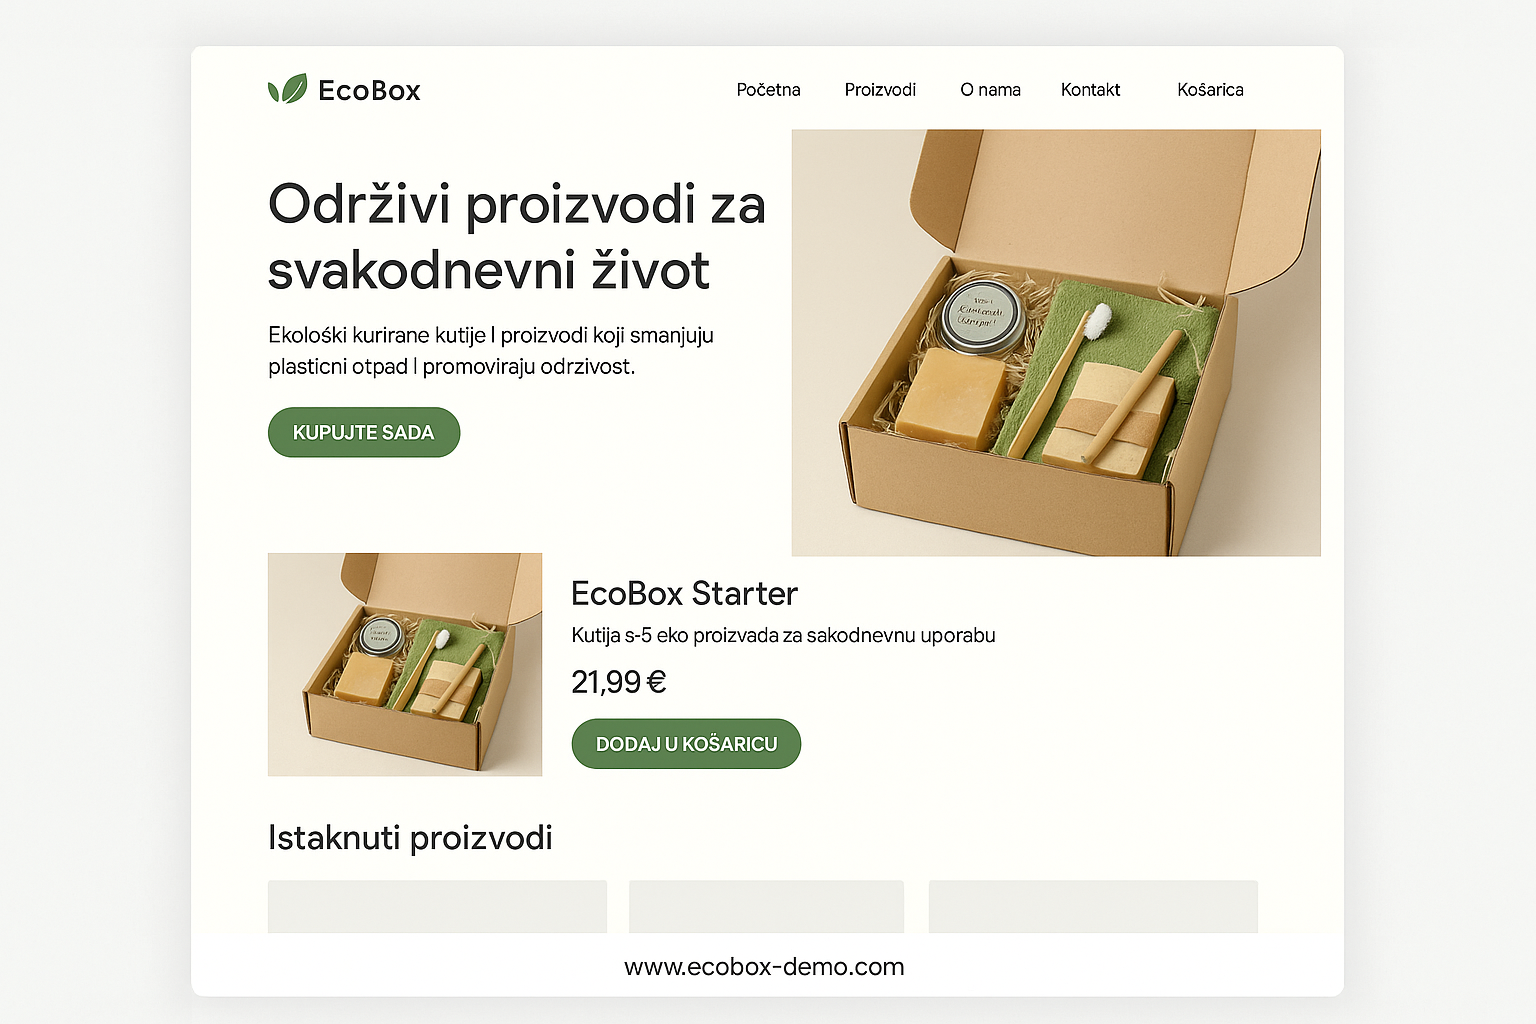 EcoBox
Početna Proizvodi O nama Kontakt Košarica
Održivi proizvodi za
svakodnevni život
Ekološki kurirane kutije l proizvodi koji smanjuju
plasticni otpad l promoviraju odrzivost.
KUPUJTE SADA
EcoBox Starter
Kutija s-5 eko proizvada za sakodnevnu uporabu
21,99 €
DODAJ U KOŠARICU
Istaknuti proizvodi
www.ecobox-demo.com